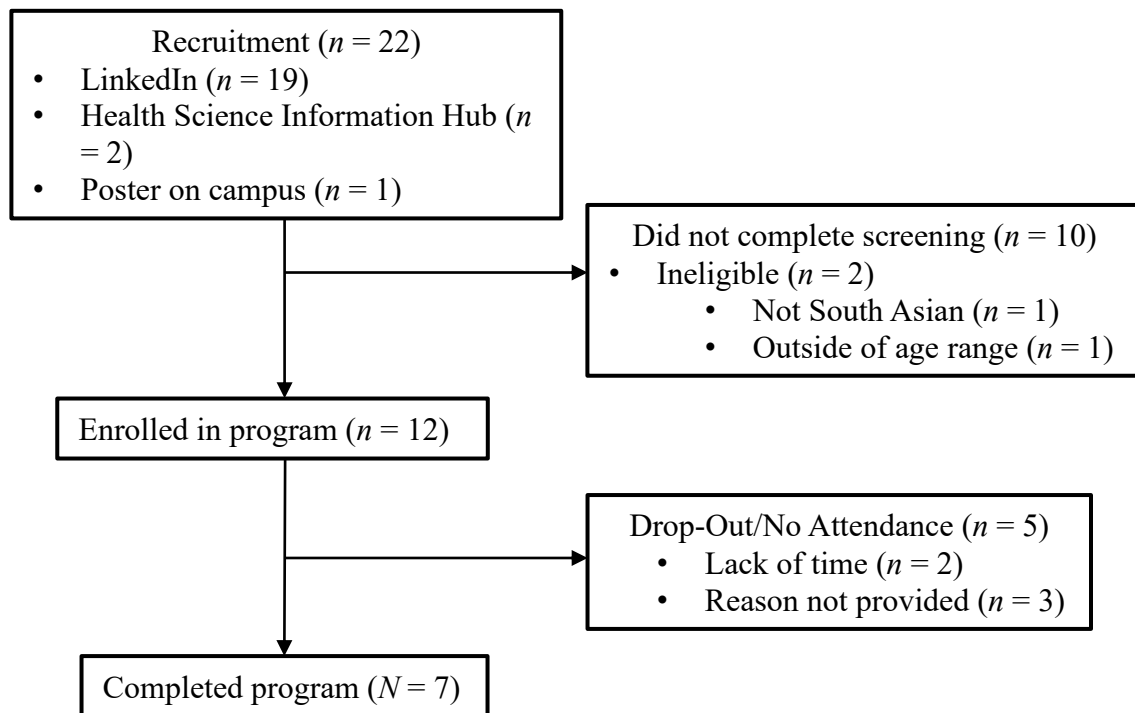 Recruitment (n = 22)
• LinkedIn (n = 19)
• Health Science Information Hub (n
= 2)
• Poster on campus (n = 1)
Did not complete screening (n = 10)
• Ineligible (n = 2)
• Not South Asian (n = 1)
• Outside of age range (n = 1)
Enrolled in program (n = 12)
Drop-Out/No Attendance (n = 5)
• Lack of time (n = 2)
• Reason not provided (n = 3)
Completed program (N = 7)